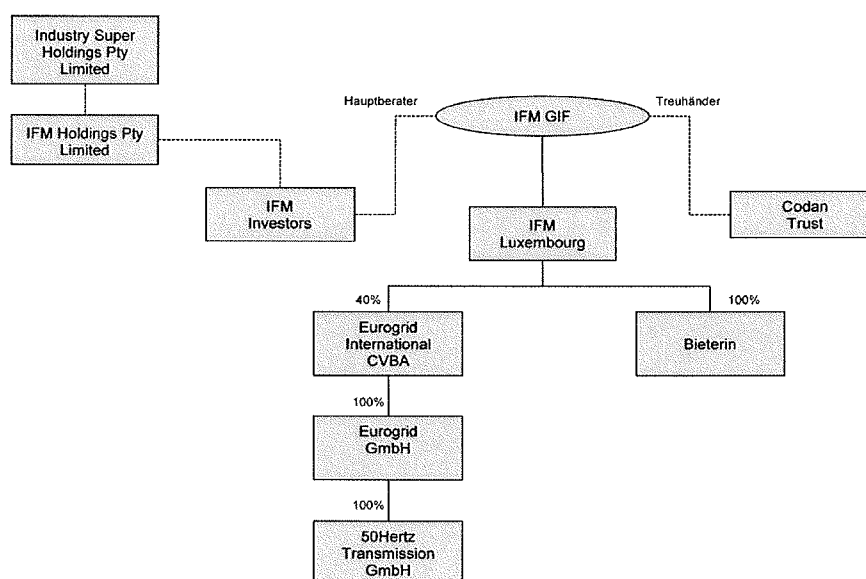 Industry Super
Holdings Pty
Limited
Hauptberater
IFM GIF
Treuhänder
IFM Holdings Pty
Limited
IFM
Investors
IFM
Luxembourg
Codan
Trust
40%
100%
Eurogrid
International
CVBA
Bieterin
100%
Eurogrid
GmbH
100%
50Hertz
Transmission
GmbH